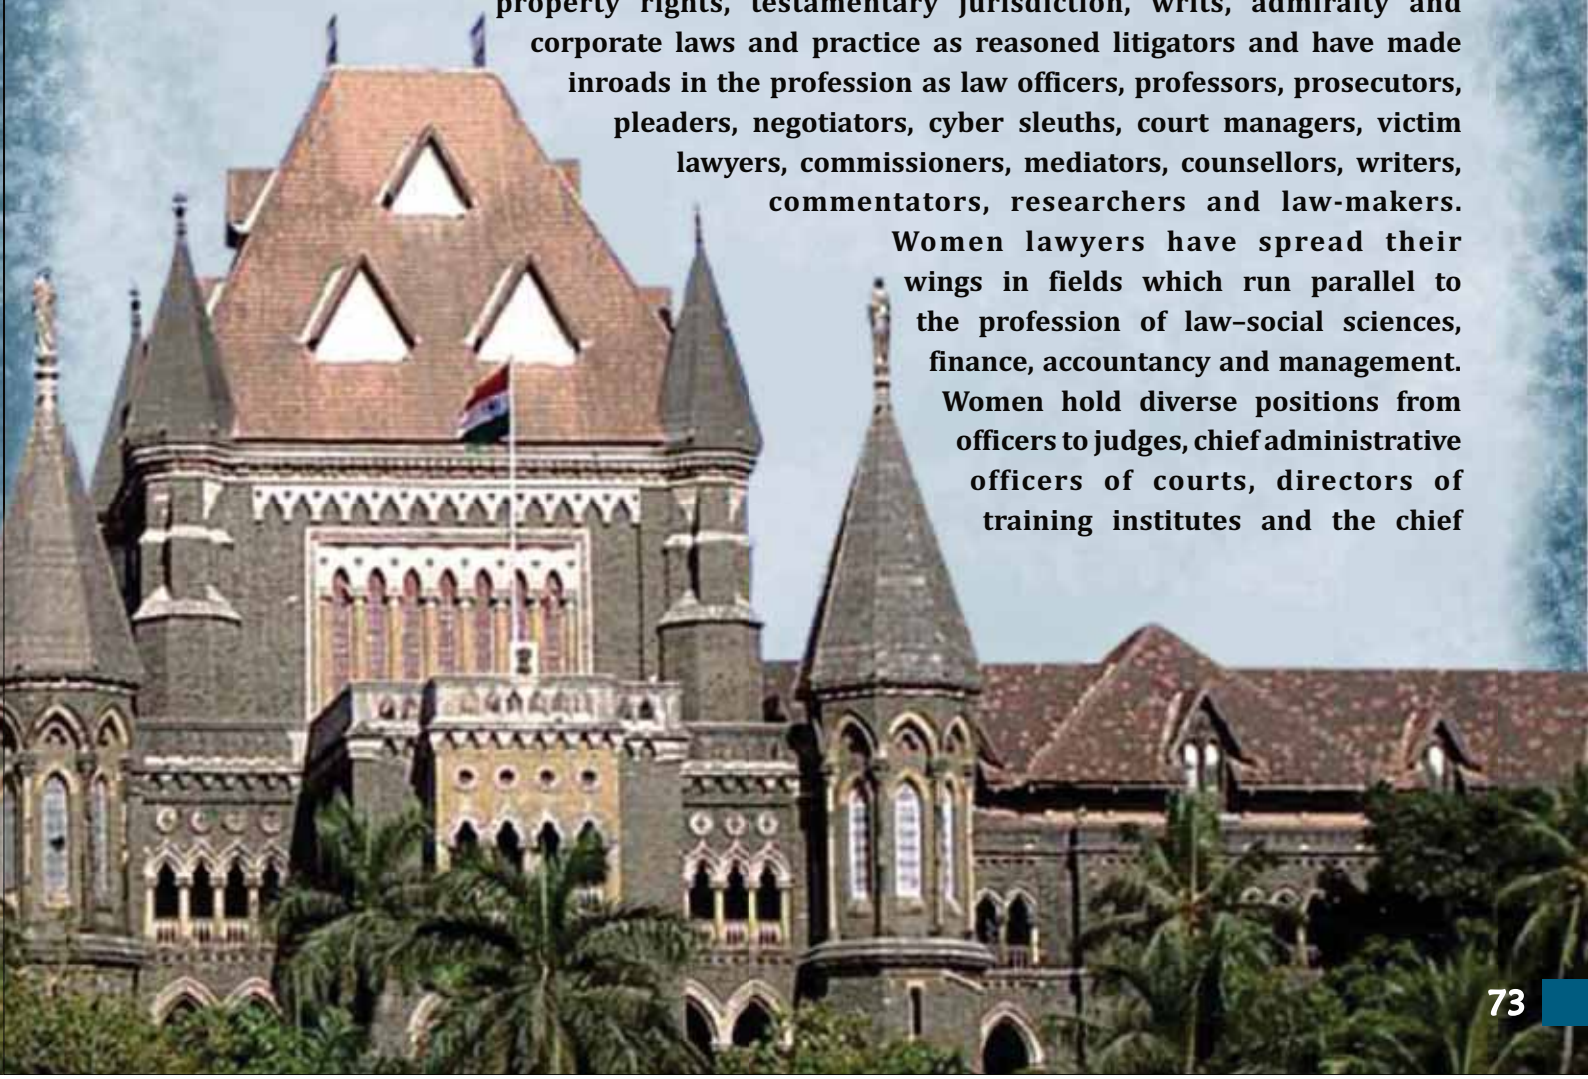 property rights, testamentary jurisdiction, writs, admiralty and
corporate laws and practice as reasoned litigators and have made
inroads in the profession as law officers, professors, prosecutors,
pleaders, negotiators, cyber sleuths, court managers, victim
lawyers, commissioners, mediators, counsellors, writers,
commentators, researchers and law-makers.
Women lawyers have spread their
wings in fields which run parallel to
the profession of law–social sciences,
finance, accountancy and management.
Women hold diverse positions from
officers to judges, chief administrative
officers of courts, directors of
training institutes and the chief
73